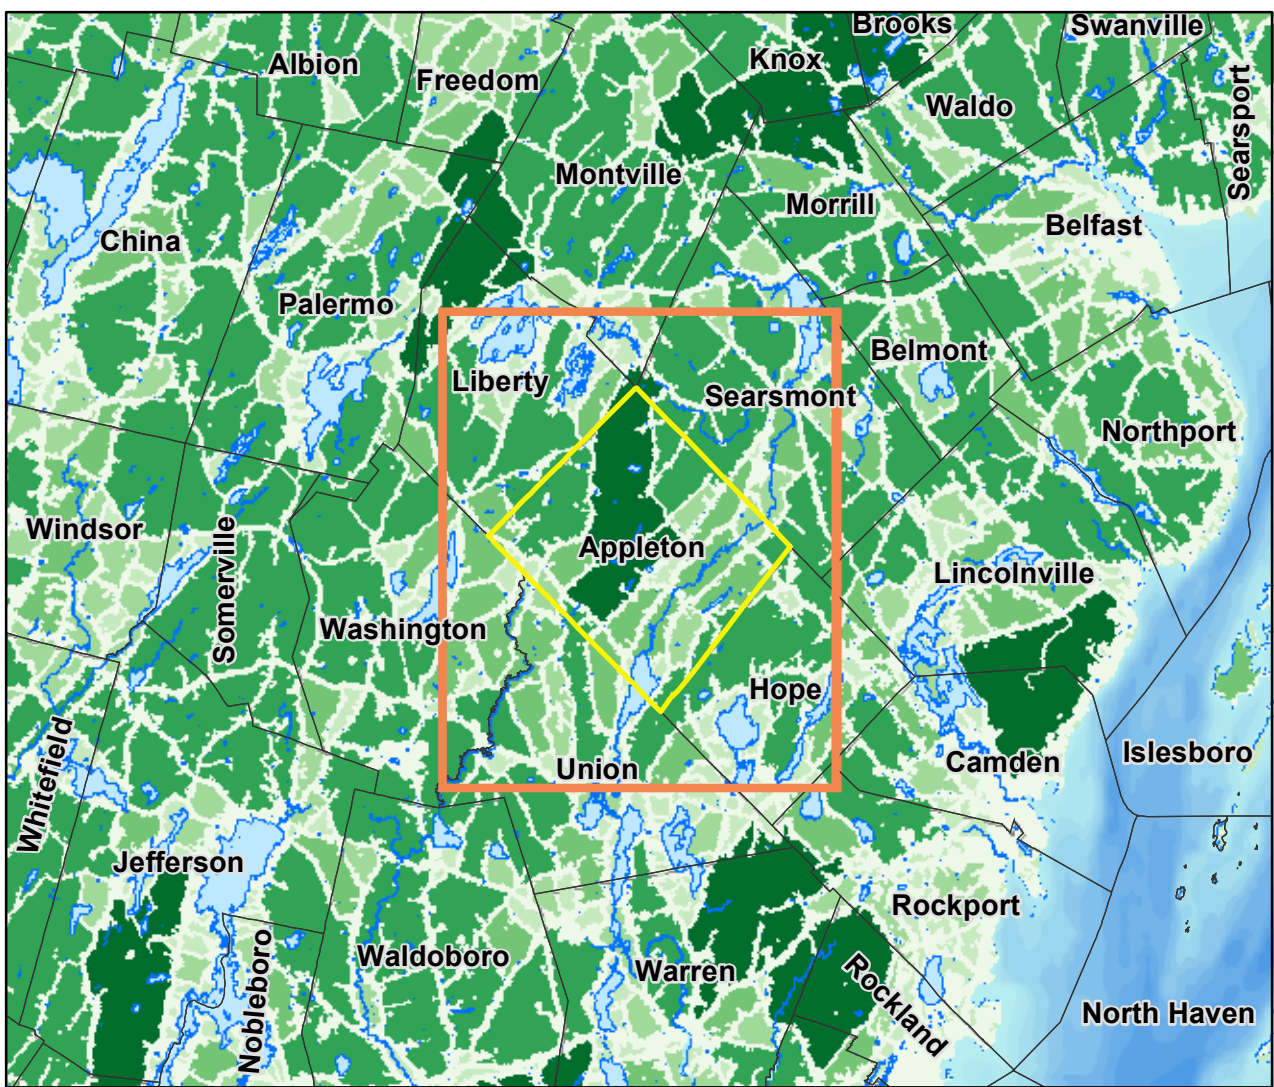 Brooks
Swanville
Albion
Freedom
Knox
Waldo
Searsport
Montville
Morrill
Belfast
China
Palermo
Liberty
Searsmont
Belmont
Northport
Windsor
Somerville
Appleton
Lincolnville
Washington
Hope
Whitefield
Union
Camden
Islesboro
Jefferson
Rockport
Waldoboro
Nobleboro
Warren
Rockland
North Haven